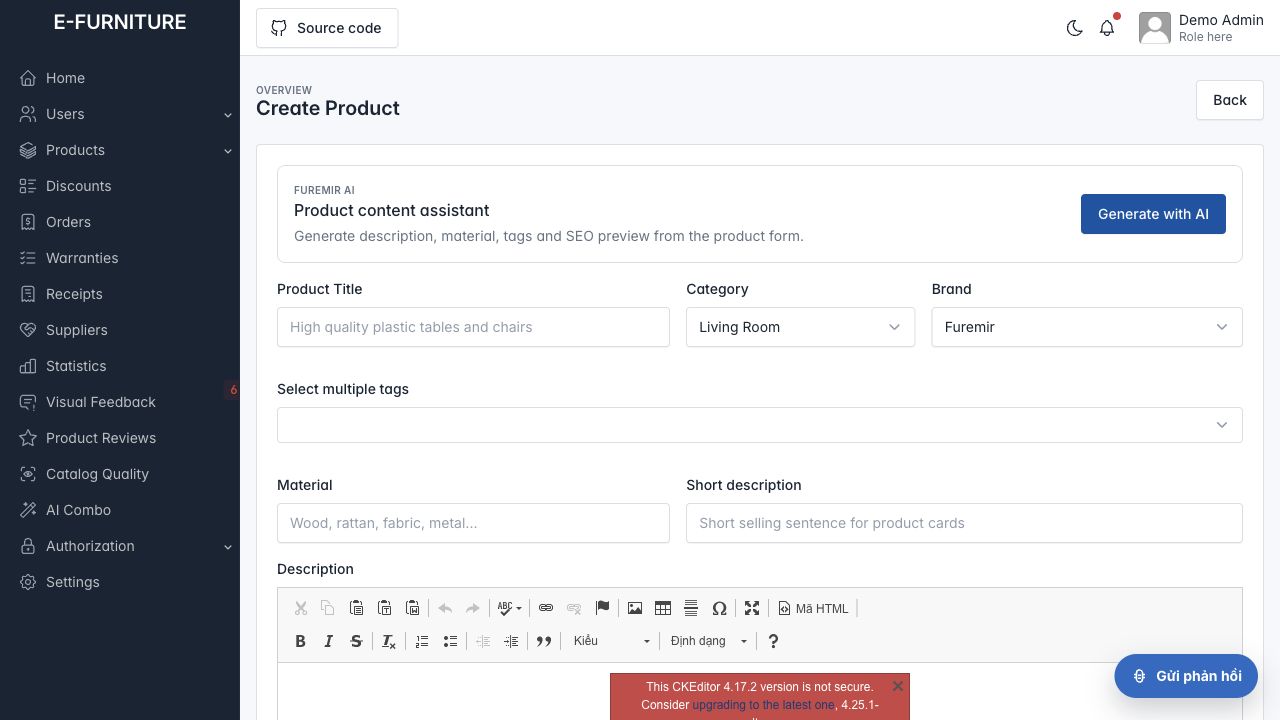 E-FURNITURE
Source code
Demo Admin
Role here
Home
Users
Products
Discounts
Orders
Warranties
Receipts
Suppliers
Statistics
Visual Feedback
6
Product Reviews
Catalog Quality
AI Combo
Authorization
Settings
OVERVIEW
Create Product
Back
FUREMIR AI
Product content assistant
Generate description, material, tags and SEO preview from the product form.
Generate with AI
Product Title
Category
Brand
High quality plastic tables and chairs
Living Room
Furemir
Select multiple tags
Material
Short description
Wood, rattan, fabric, metal...
Short selling sentence for product cards
Description
ABC
Mã HTML
B I S
Kiểu
Định dạng
?
This CKEditor 4.17.2 version is not secure.
Consider upgrading to the latest one, 4.25.1-
Gửi phản hồi